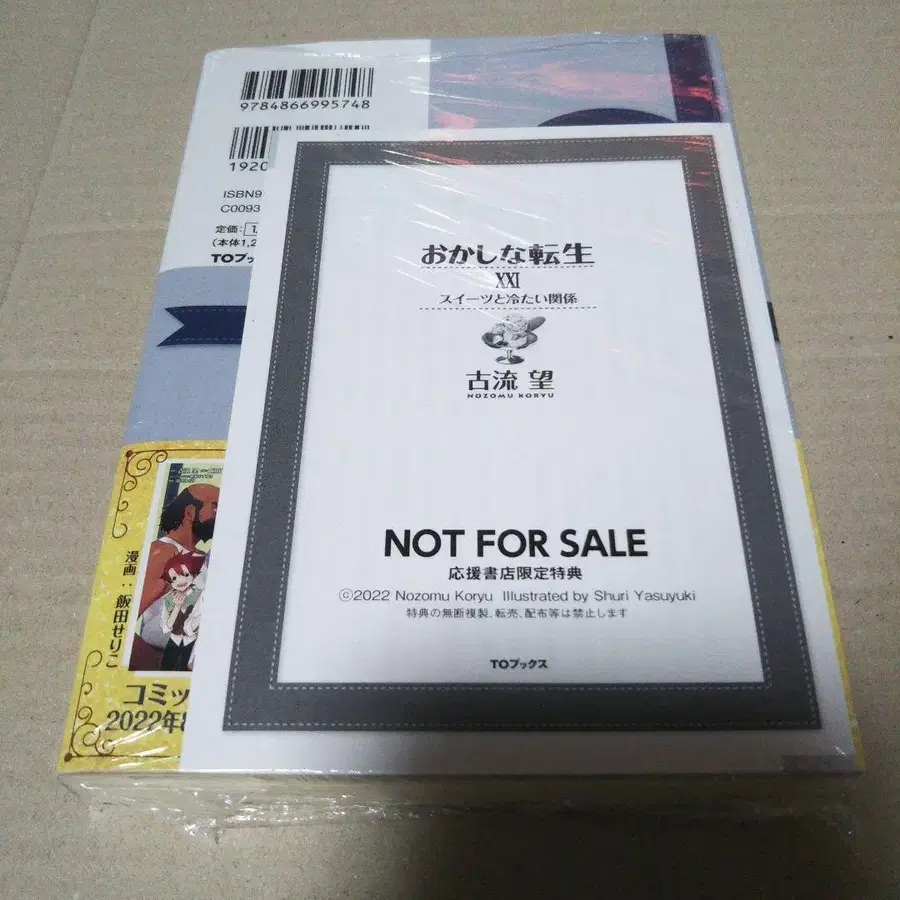 9784866995748
1920
ISBN9
C0093
定価:1,
(本体1,2
TOブッ
おかしな転生
XXI
スイーツと冷たい関係
古流 望
NOZOMU KORYU
NOT FOR SALE
応援書店限定特典
©2022 Nozomu Koryu Illustrated by Shuri Yasuyuki
特典の無断複製、転売、配布等は禁止します
TOブックス
漫画:飯田せりこ
コミッ
2022年8